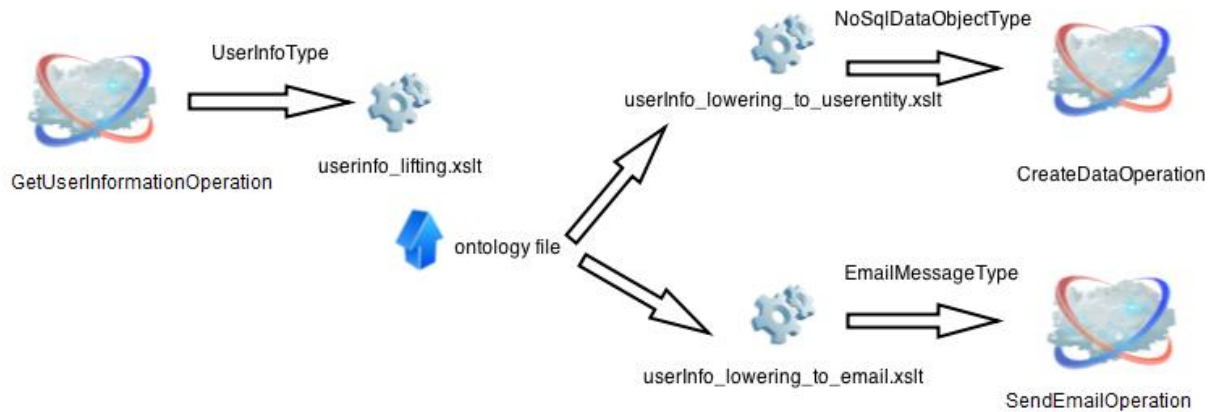 NoSqlDataObjectType
UserInfoType
userInfo_lowering_to_userentity.xslt
userinfo_lifting.xslt
GetUserInformationOperation
CreateDataOperation
ontology file
EmailMessageType
userInfo_lowering_to_email.xslt
SendEmailOperation